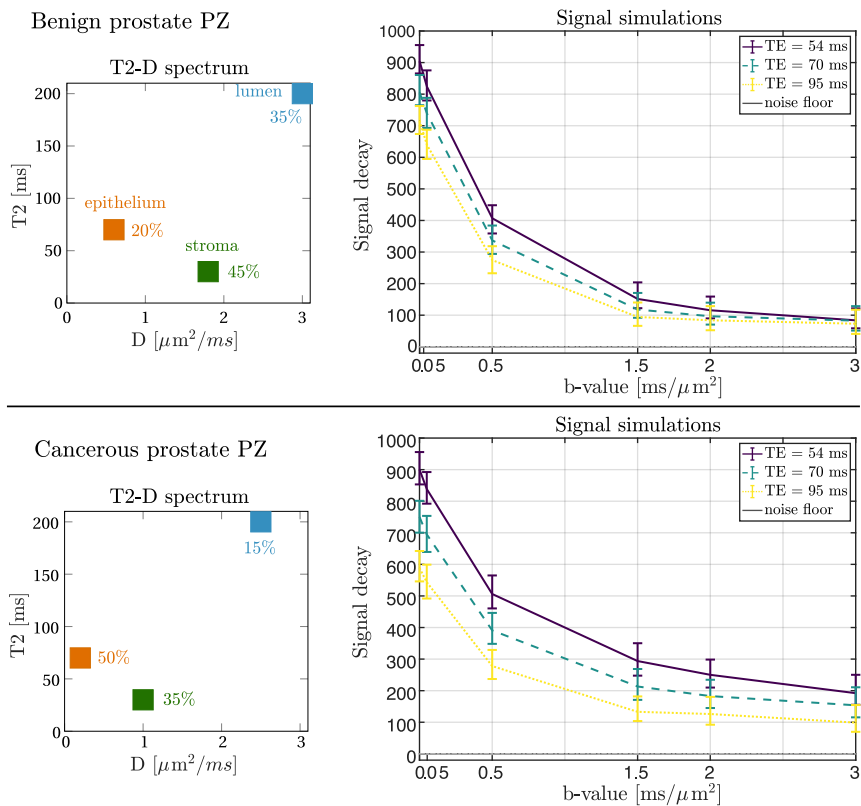 Benign prostate PZ
T2-D spectrum
200
150
100
50
0
T2 [ms]
lumen
35%
epithelium
20%
stroma
45%
0 1 2 3
D [μm²/ms]
Signal simulations
1000
900
800
700
600
500
400
300
200
100
0
Signal decay
TE = 54 ms
TE = 70 ms
TE = 95 ms
noise floor
0.05 0.5 1.5 2 3
b-value [ms/μm²]
Cancerous prostate PZ
T2-D spectrum
200
150
100
50
0
T2 [ms]
15%
50%
35%
0 1 2 3
D [μm²/ms]
Signal simulations
1000
900
800
700
600
500
400
300
200
100
0
Signal decay
TE = 54 ms
TE = 70 ms
TE = 95 ms
noise floor
0.05 0.5 1.5 2 3
b-value [ms/μm²]